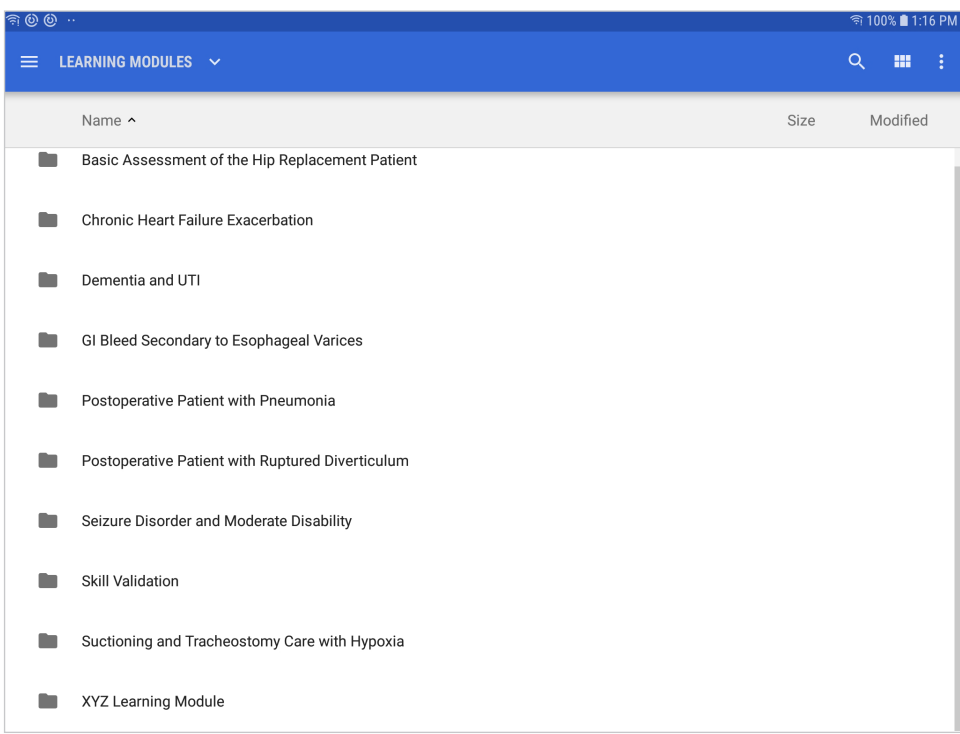 100% 1:16 PM
LEARNING MODULES
Name Size Modified
Basic Assessment of the Hip Replacement Patient
Chronic Heart Failure Exacerbation
Dementia and UTI
GI Bleed Secondary to Esophageal Varices
Postoperative Patient with Pneumonia
Postoperative Patient with Ruptured Diverticulum
Seizure Disorder and Moderate Disability
Skill Validation
Suctioning and Tracheostomy Care with Hypoxia
XYZ Learning Module